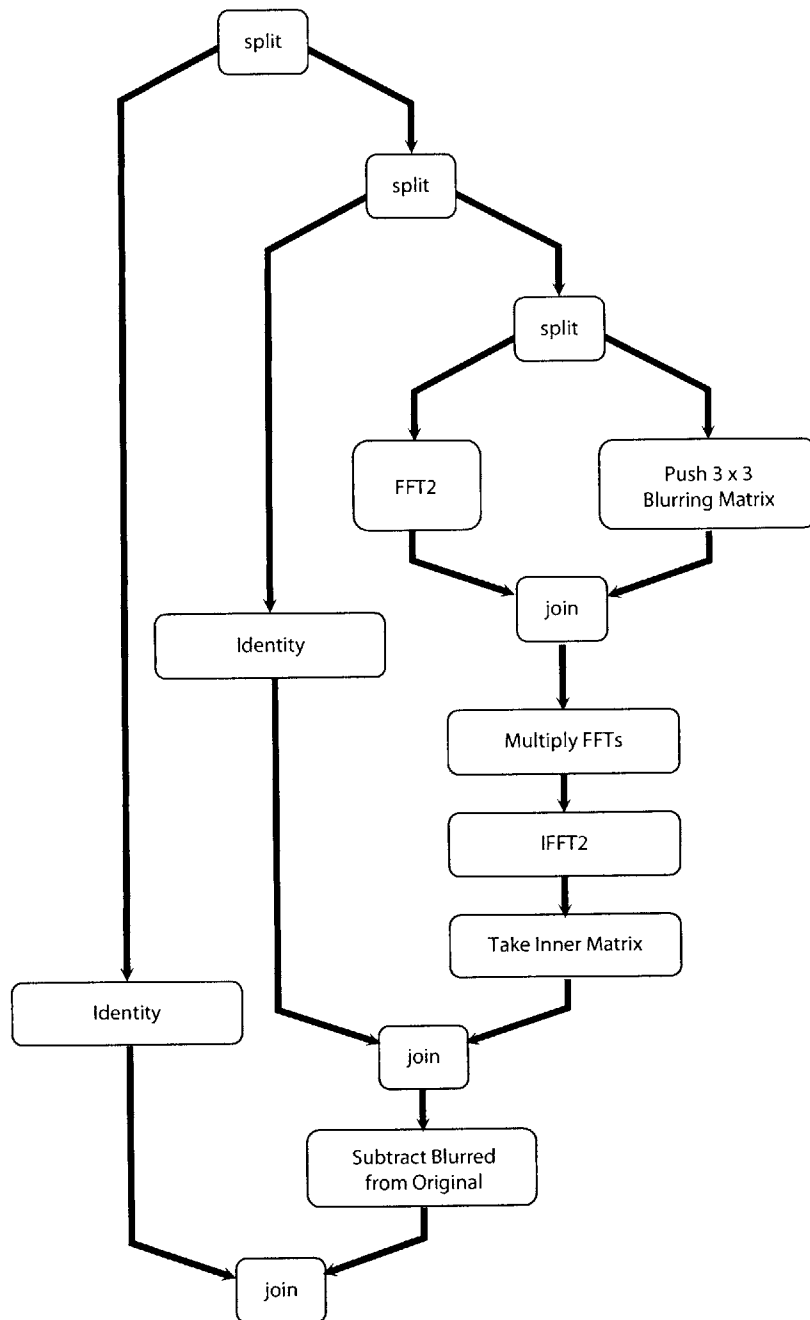 split
split
split
FFT2
Push 3 x 3
Blurring Matrix
join
Identity
Multiply FFTs
IFFT2
Take Inner Matrix
Identity
join
Subtract Blurred
from Original
join